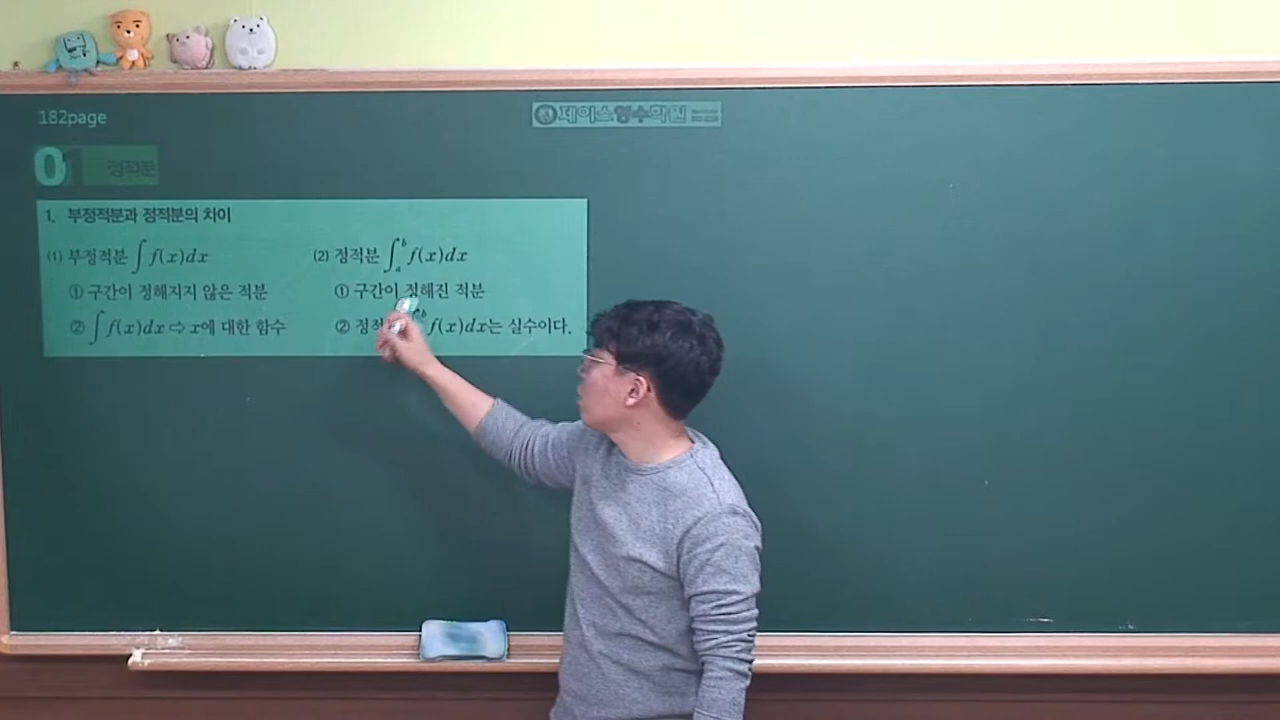 182page
제이스영수학원
01 정적분
1. 부정적분과 정적분의 차이
(1) 부정적분 ∫ f(x)dx
(2) 정적분 ∫_a^b f(x)dx
① 구간이 정해지지 않은 적분
① 구간이 정해진 적분
② ∫ f(x)dx ⇨ x에 대한 함수
② 정적 f(x)dx는 실수이다.